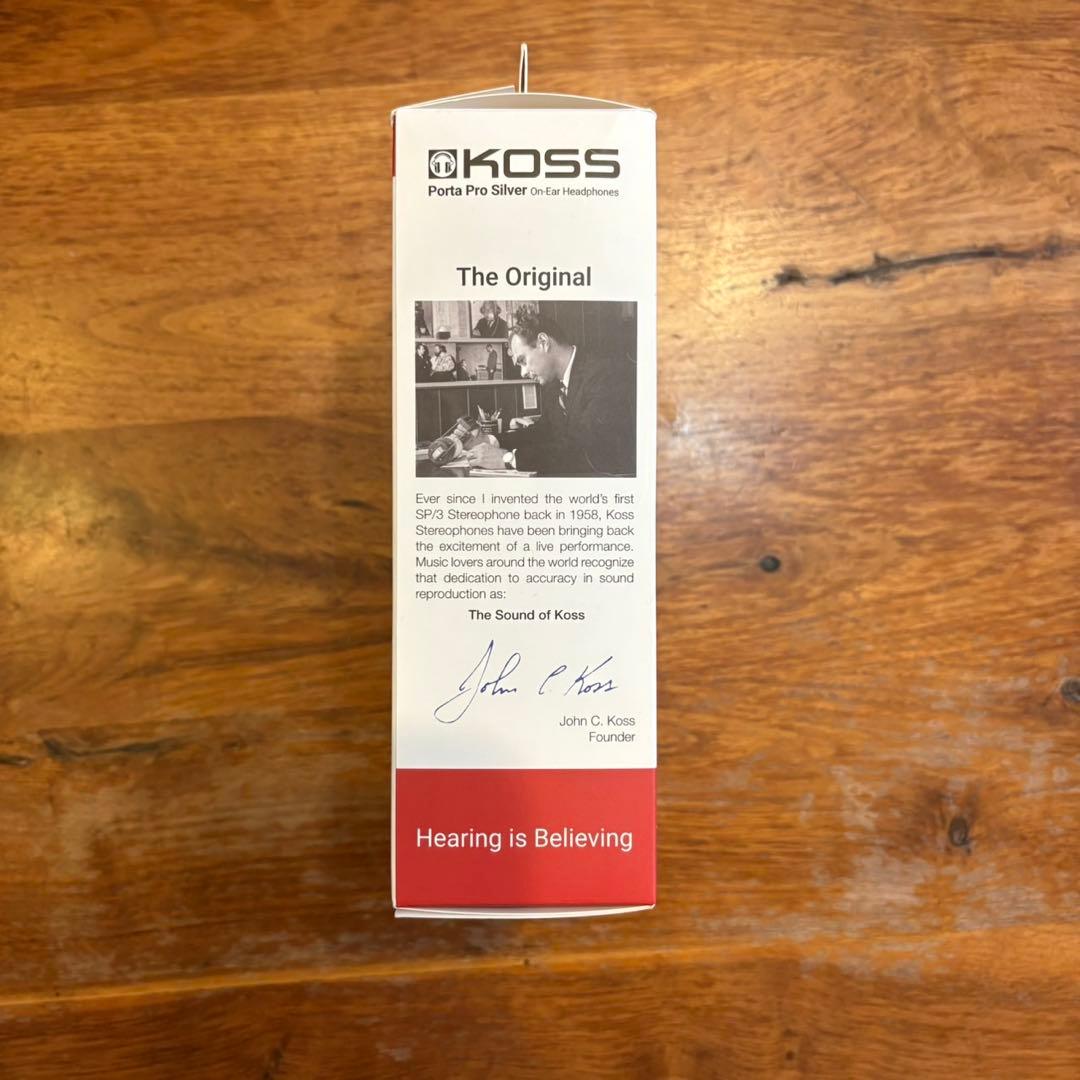 KOSS
Porta Pro Silver On-Ear Headphones
The Original
Ever since I invented the world's first
SP/3 Stereophone back in 1958, Koss
Stereophones have been bringing back
the excitement of a live performance.
Music lovers around the world recognize
that dedication to accuracy in sound
reproduction as:
The Sound of Koss
John C Koss
John C. Koss
Founder
Hearing is Believing